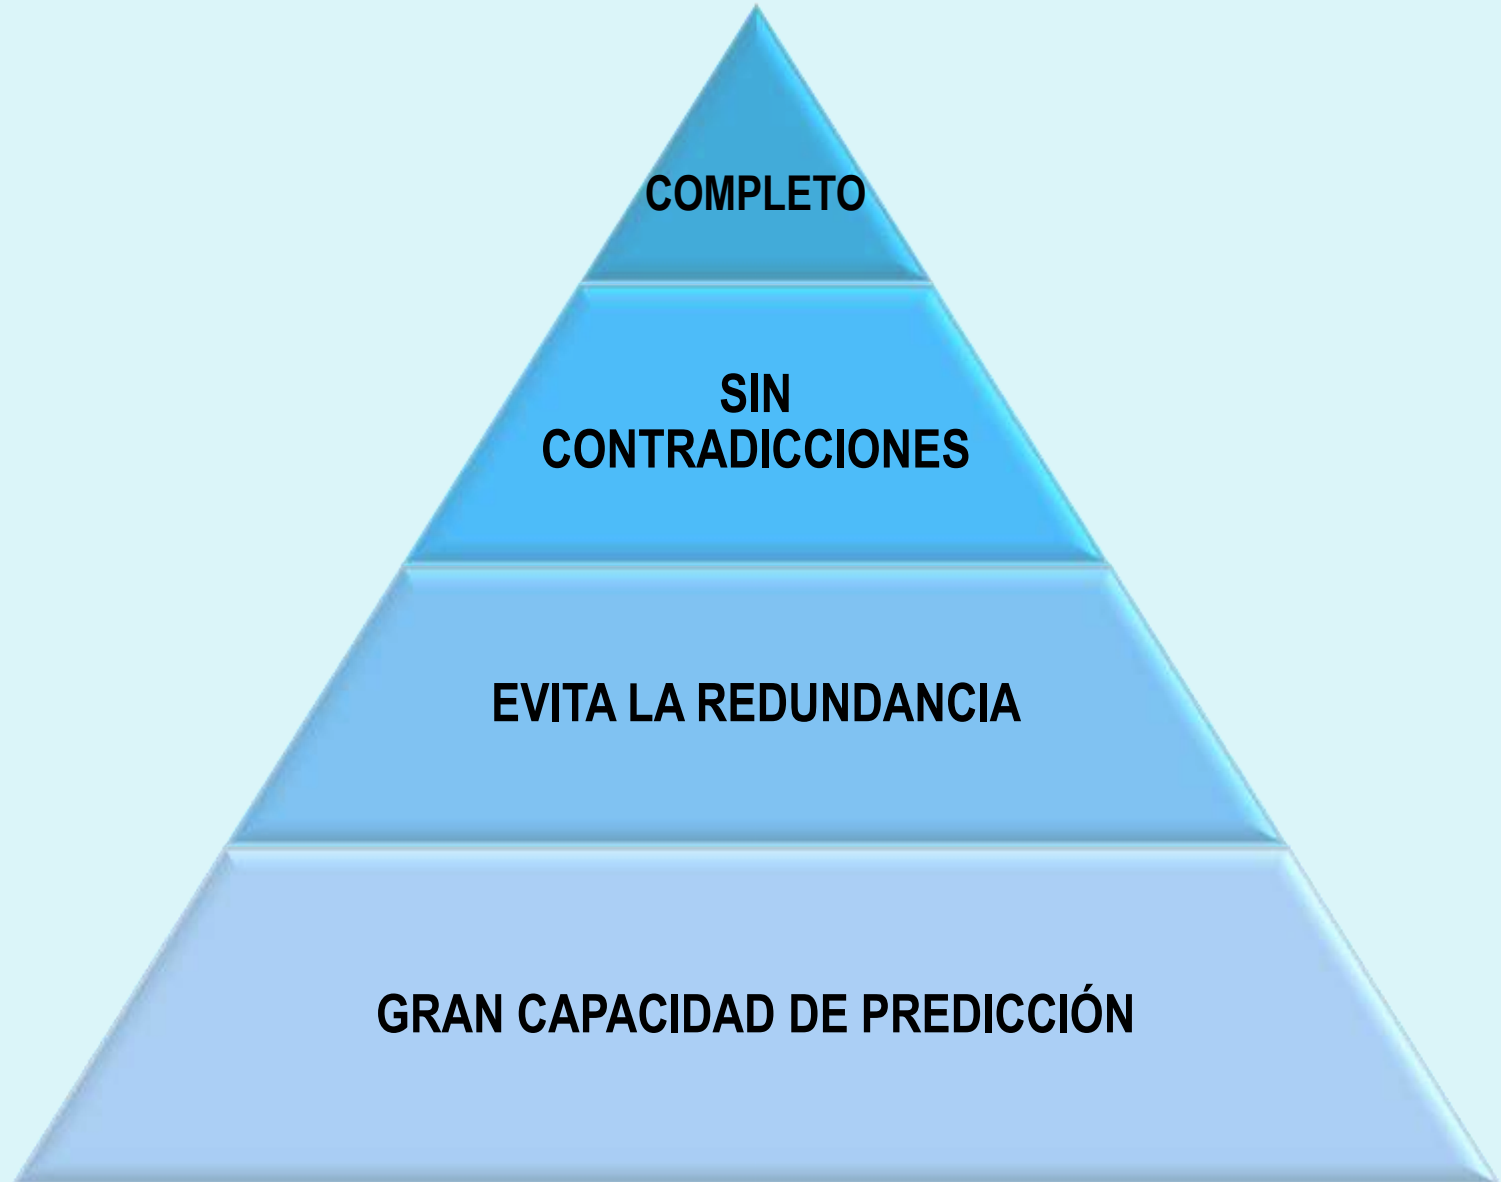 COMPLETO
SIN
CONTRADICCIONES
EVITA LA REDUNDANCIA
GRAN CAPACIDAD DE PREDICCIÓN